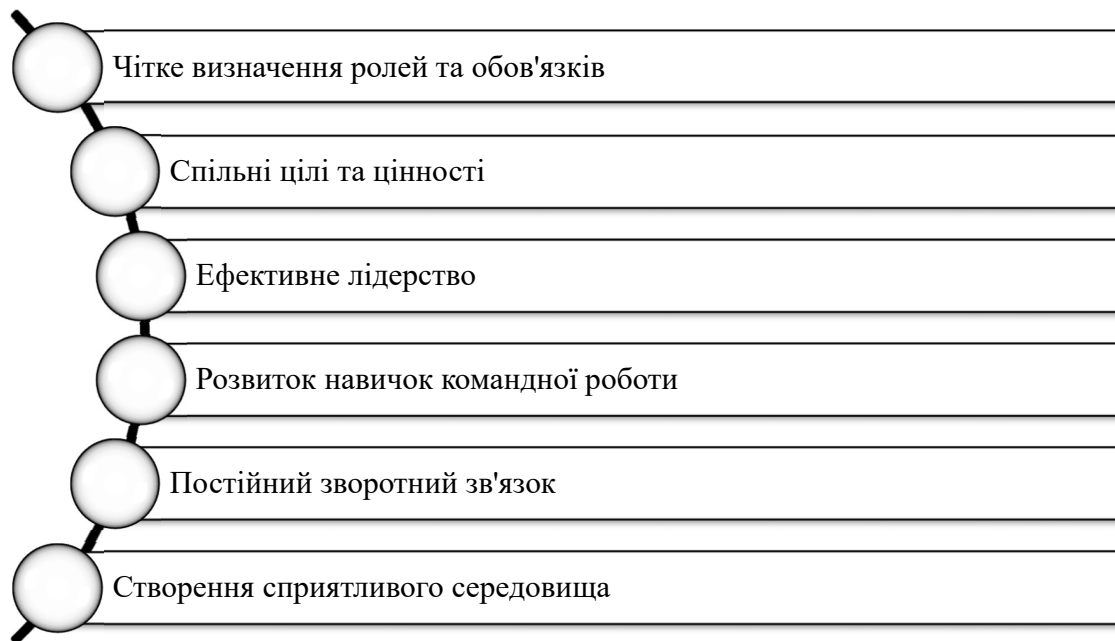 Чітке визначення ролей та обов'язків
Спільні цілі та цінності
Ефективне лідерство
Розвиток навичок командної роботи
Постійний зворотний зв'язок
Створення сприятливого середовища